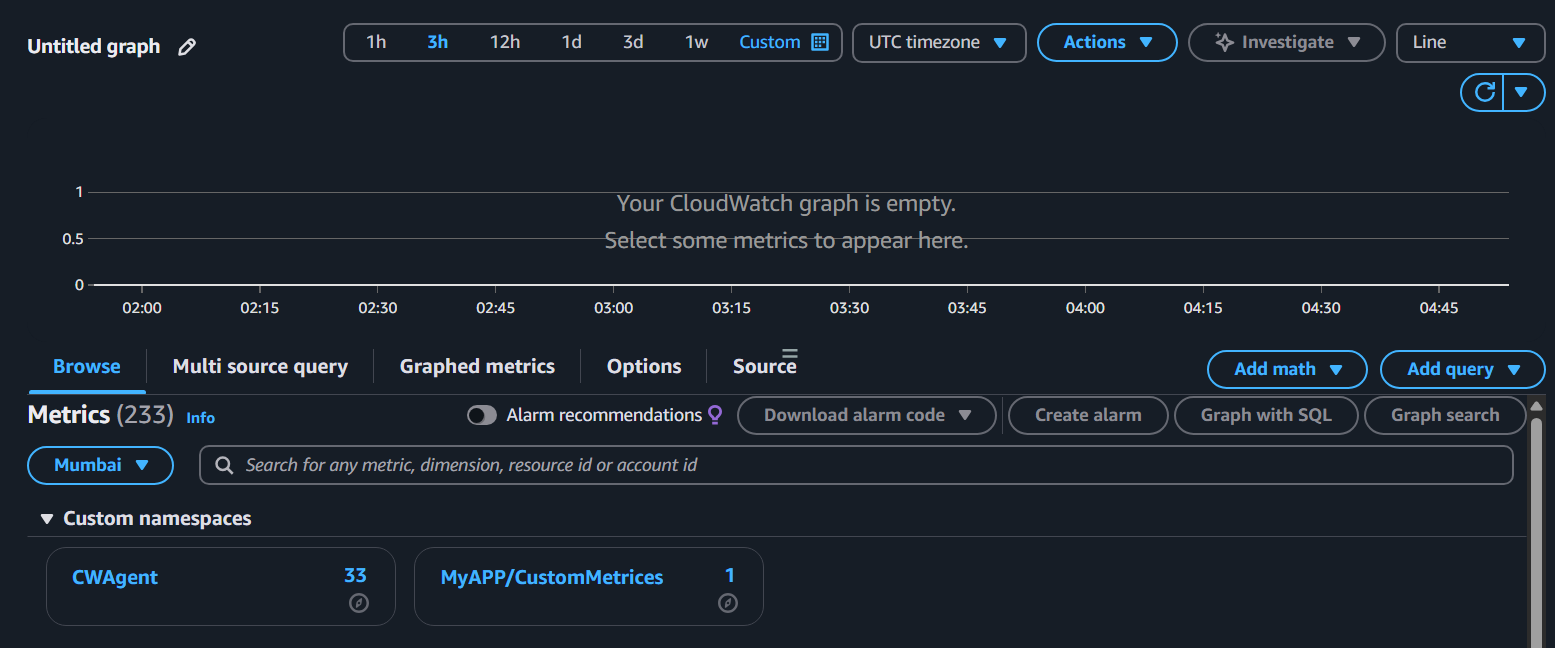 Untitled graph
1h 3h 12h 1d 3d 1w Custom
UTC timezone
Actions
Investigate
Line
1
Your CloudWatch graph is empty.
0.5
Select some metrics to appear here.
0
02:00 02:15 02:30 02:45 03:00 03:15 03:30 03:45 04:00 04:15 04:30 04:45
Browse Multi source query Graphed metrics Options Source
Add math Add query
Metrics (233) Info
Alarm recommendations
Download alarm code
Create alarm
Graph with SQL
Graph search
Mumbai
Search for any metric, dimension, resource id or account id
Custom namespaces
CWAgent 33
MyAPP/CustomMetrices 1